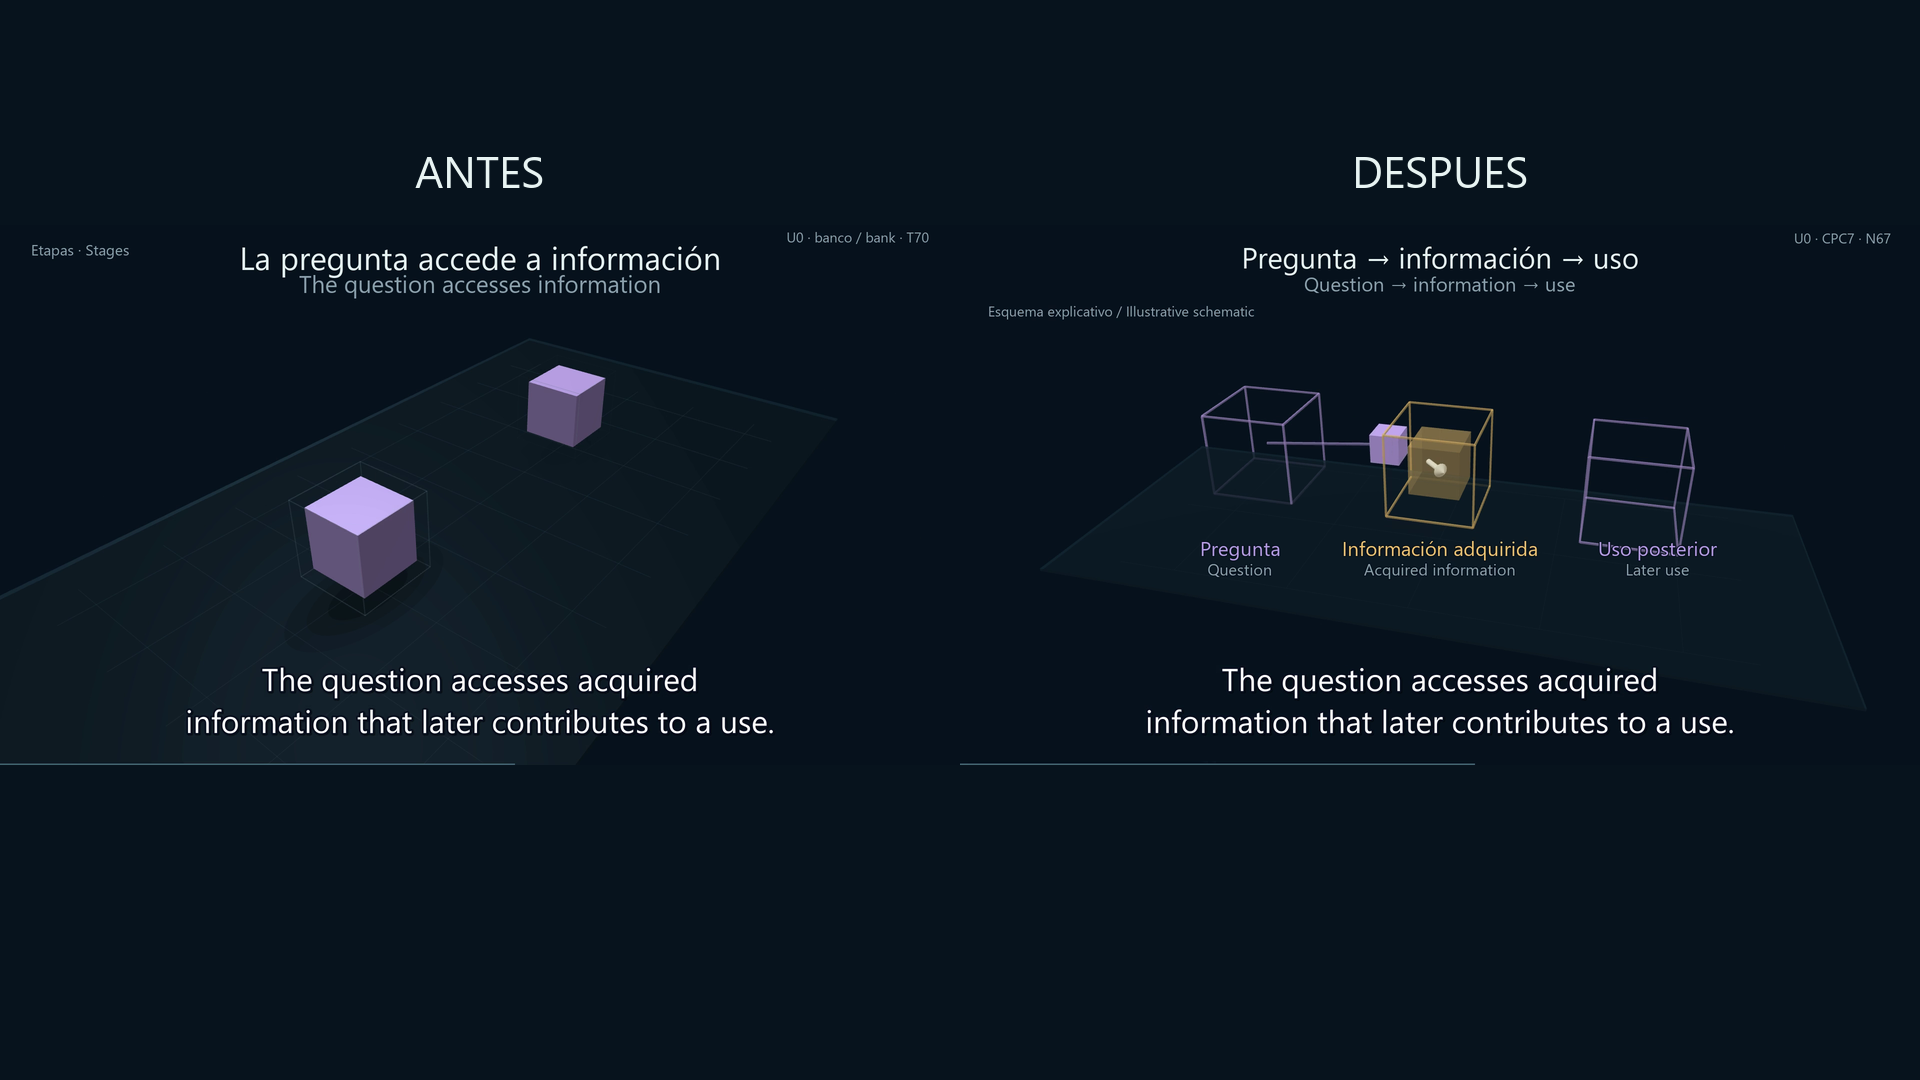 ANTES
Etapas · Stages
U0 · banco / bank · T70
La pregunta accede a información
The question accesses information
The question accesses acquired
information that later contributes to a use.
DESPUES
U0 · CPC7 · N67
Pregunta → información → uso
Question → information → use
Esquema explicativo / Illustrative schematic
Pregunta
Question
Información adquirida
Acquired information
Uso posterior
Later use
The question accesses acquired
information that later contributes to a use.